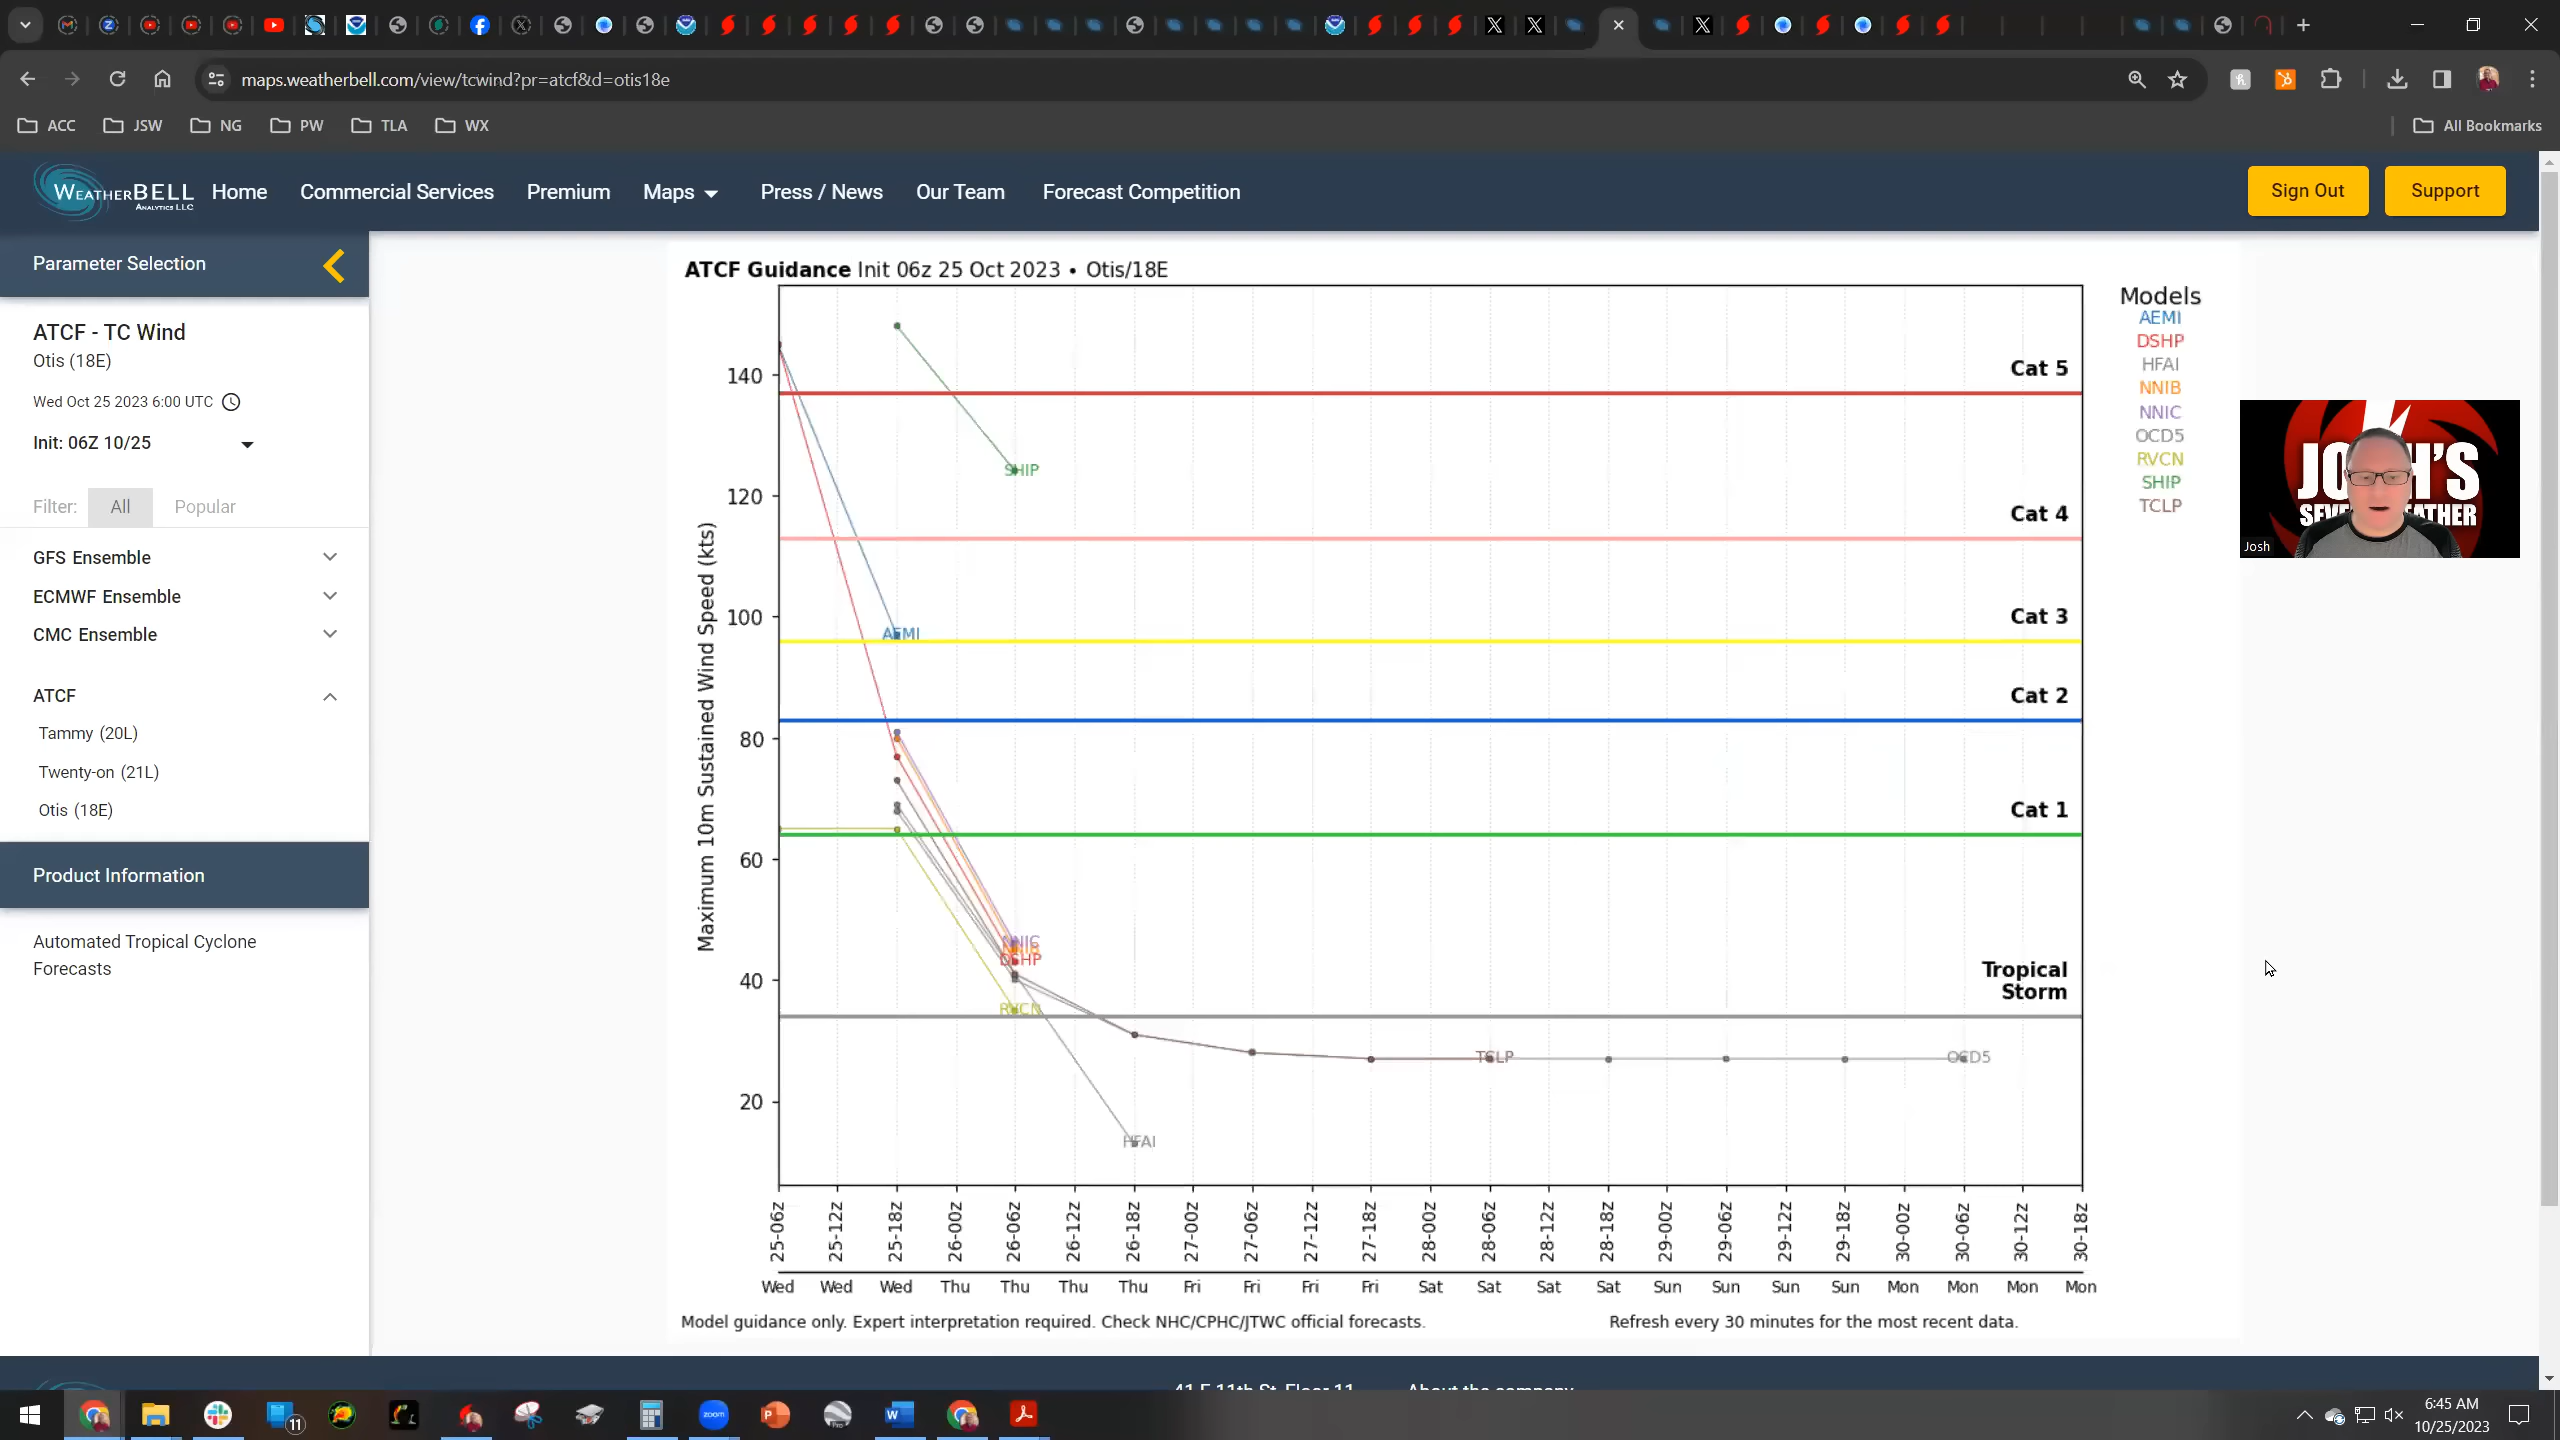 maps.weatherbell.com/view/tcwind?pr=atcf&d=otis18e
ACC
JSW
NG
PW
TLA
WX
All Bookmarks
WEATHERBELL
ANALYTICS LLC
Home
Commercial Services
Premium
Maps
Press / News
Our Team
Forecast Competition
Sign Out
Support
Parameter Selection
ATCF - TC Wind
Otis (18E)
Wed Oct 25 2023 6:00 UTC
Init: 06Z 10/25
Filter:
All
Popular
GFS Ensemble
ECMWF Ensemble
CMC Ensemble
ATCF
Tammy (20L)
Twenty-on (21L)
Otis (18E)
Product Information
Automated Tropical Cyclone
Forecasts
ATCF Guidance Init 06z 25 Oct 2023 • Otis/18E
Maximum 10m Sustained Wind Speed (kts)
140
120
100
80
60
40
20
Cat 5
Cat 4
Cat 3
Cat 2
Cat 1
Tropical
Storm
SHIP
AEMI
NNIC
NNIB
DSHP
RVCN
HFAI
TCLP
OCD5
25-06z
25-12z
25-18z
26-00z
26-06z
26-12z
26-18z
27-00z
27-06z
27-12z
27-18z
28-00z
28-06z
28-12z
28-18z
29-00z
29-06z
29-12z
29-18z
30-00z
30-06z
30-12z
30-18z
Wed Wed Wed Thu Thu Thu Thu Fri Fri Fri Fri Sat Sat Sat Sat Sun Sun Sun Sun Mon Mon Mon Mon
Model guidance only. Expert interpretation required. Check NHC/CPHC/JTWC official forecasts.
Refresh every 30 minutes for the most recent data.
Models
AEMI
DSHP
HFAI
NNIB
NNIC
OCD5
RVCN
SHIP
TCLP
Josh
11
zoom
6:45 AM
10/25/2023